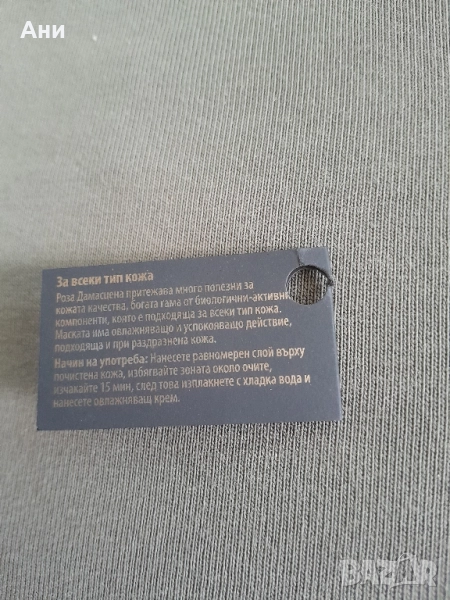 Ани
За всеки тип кожа
Роза Дамасцена притежава много полезни за
кожата качества, богата гама от биологични-активни
компоненти, която е подходяща за всеки тип кожа.
Маската има овлажняващо и успокояващо действие,
подходяща и при раздразнена кожа.
Начин на употреба: Нанесете равномерен слой върху
почистена кожа, избягвайте зоната около очите,
изчакайте 15 мин, след това изплакнете с хладка вода и
нанесете овлажняващ крем.
BAZAR